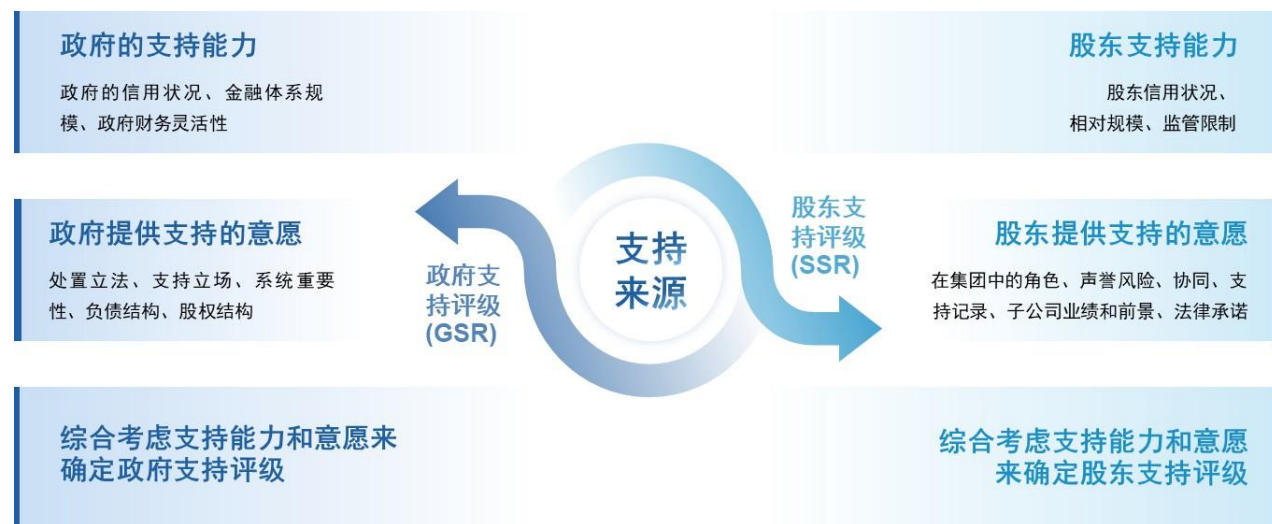 政府的支持能力
政府的信用状况、金融体系规
模、政府财务灵活性
政府提供支持的意愿
处置立法、支持立场、系统重要
性、负债结构、股权结构
综合考虑支持能力和意愿来
确定政府支持评级
政府支
持评级
(GSR)
支持
来源
股东支
持评级
(SSR)
股东支持能力
股东信用状况、
相对规模、监管限制
股东提供支持的意愿
在集团中的角色、声誉风险、协同、支
持记录、子公司业绩和前景、法律承诺
综合考虑支持能力和意愿
来确定股东支持评级